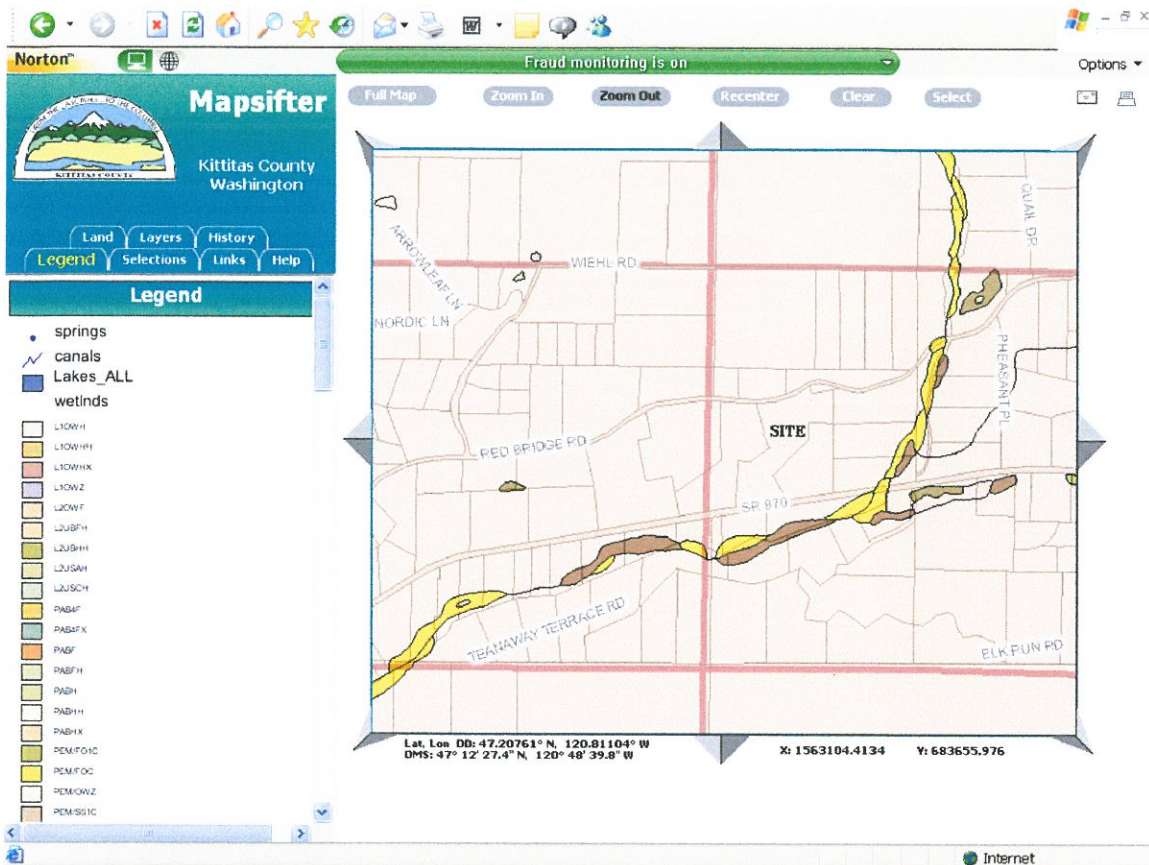 Norton™
Fraud monitoring is on
Options
Mapsifter
Kittitas County
Washington
KITTITAS COUNTY
Land
Layers
History
Legend
Selections
Links
Help
Full Map
Zoom In
Zoom Out
Recenter
Clear
Select
Legend
springs
canals
Lakes_ALL
wetlnds
L1OWH
L1OWHH
L1OWHX
L1OWZ
L2OWF
L2UBFH
L2USHH
L2USAH
L2USCH
PAB4F
PAB4FX
PABF
PABFH
PABH
PABHH
PABHX
PEM/FO1C
PEM/FOC
PEM/OWZ
PEM/SS1C
QUAIL DR
ARROWLEAF LN
WIEHL RD
NORDIC LN
PHEASANT PL
RED BRIDGE RD
SITE
SR 970
TEANAWAY TERRACE RD
ELK RUN RD
Lat, Lon DD: 47.20761° N, 120.81104° W
DMS: 47° 12' 27.4" N, 120° 48' 39.8" W
X: 1563104.4134
Y: 683655.976
Internet